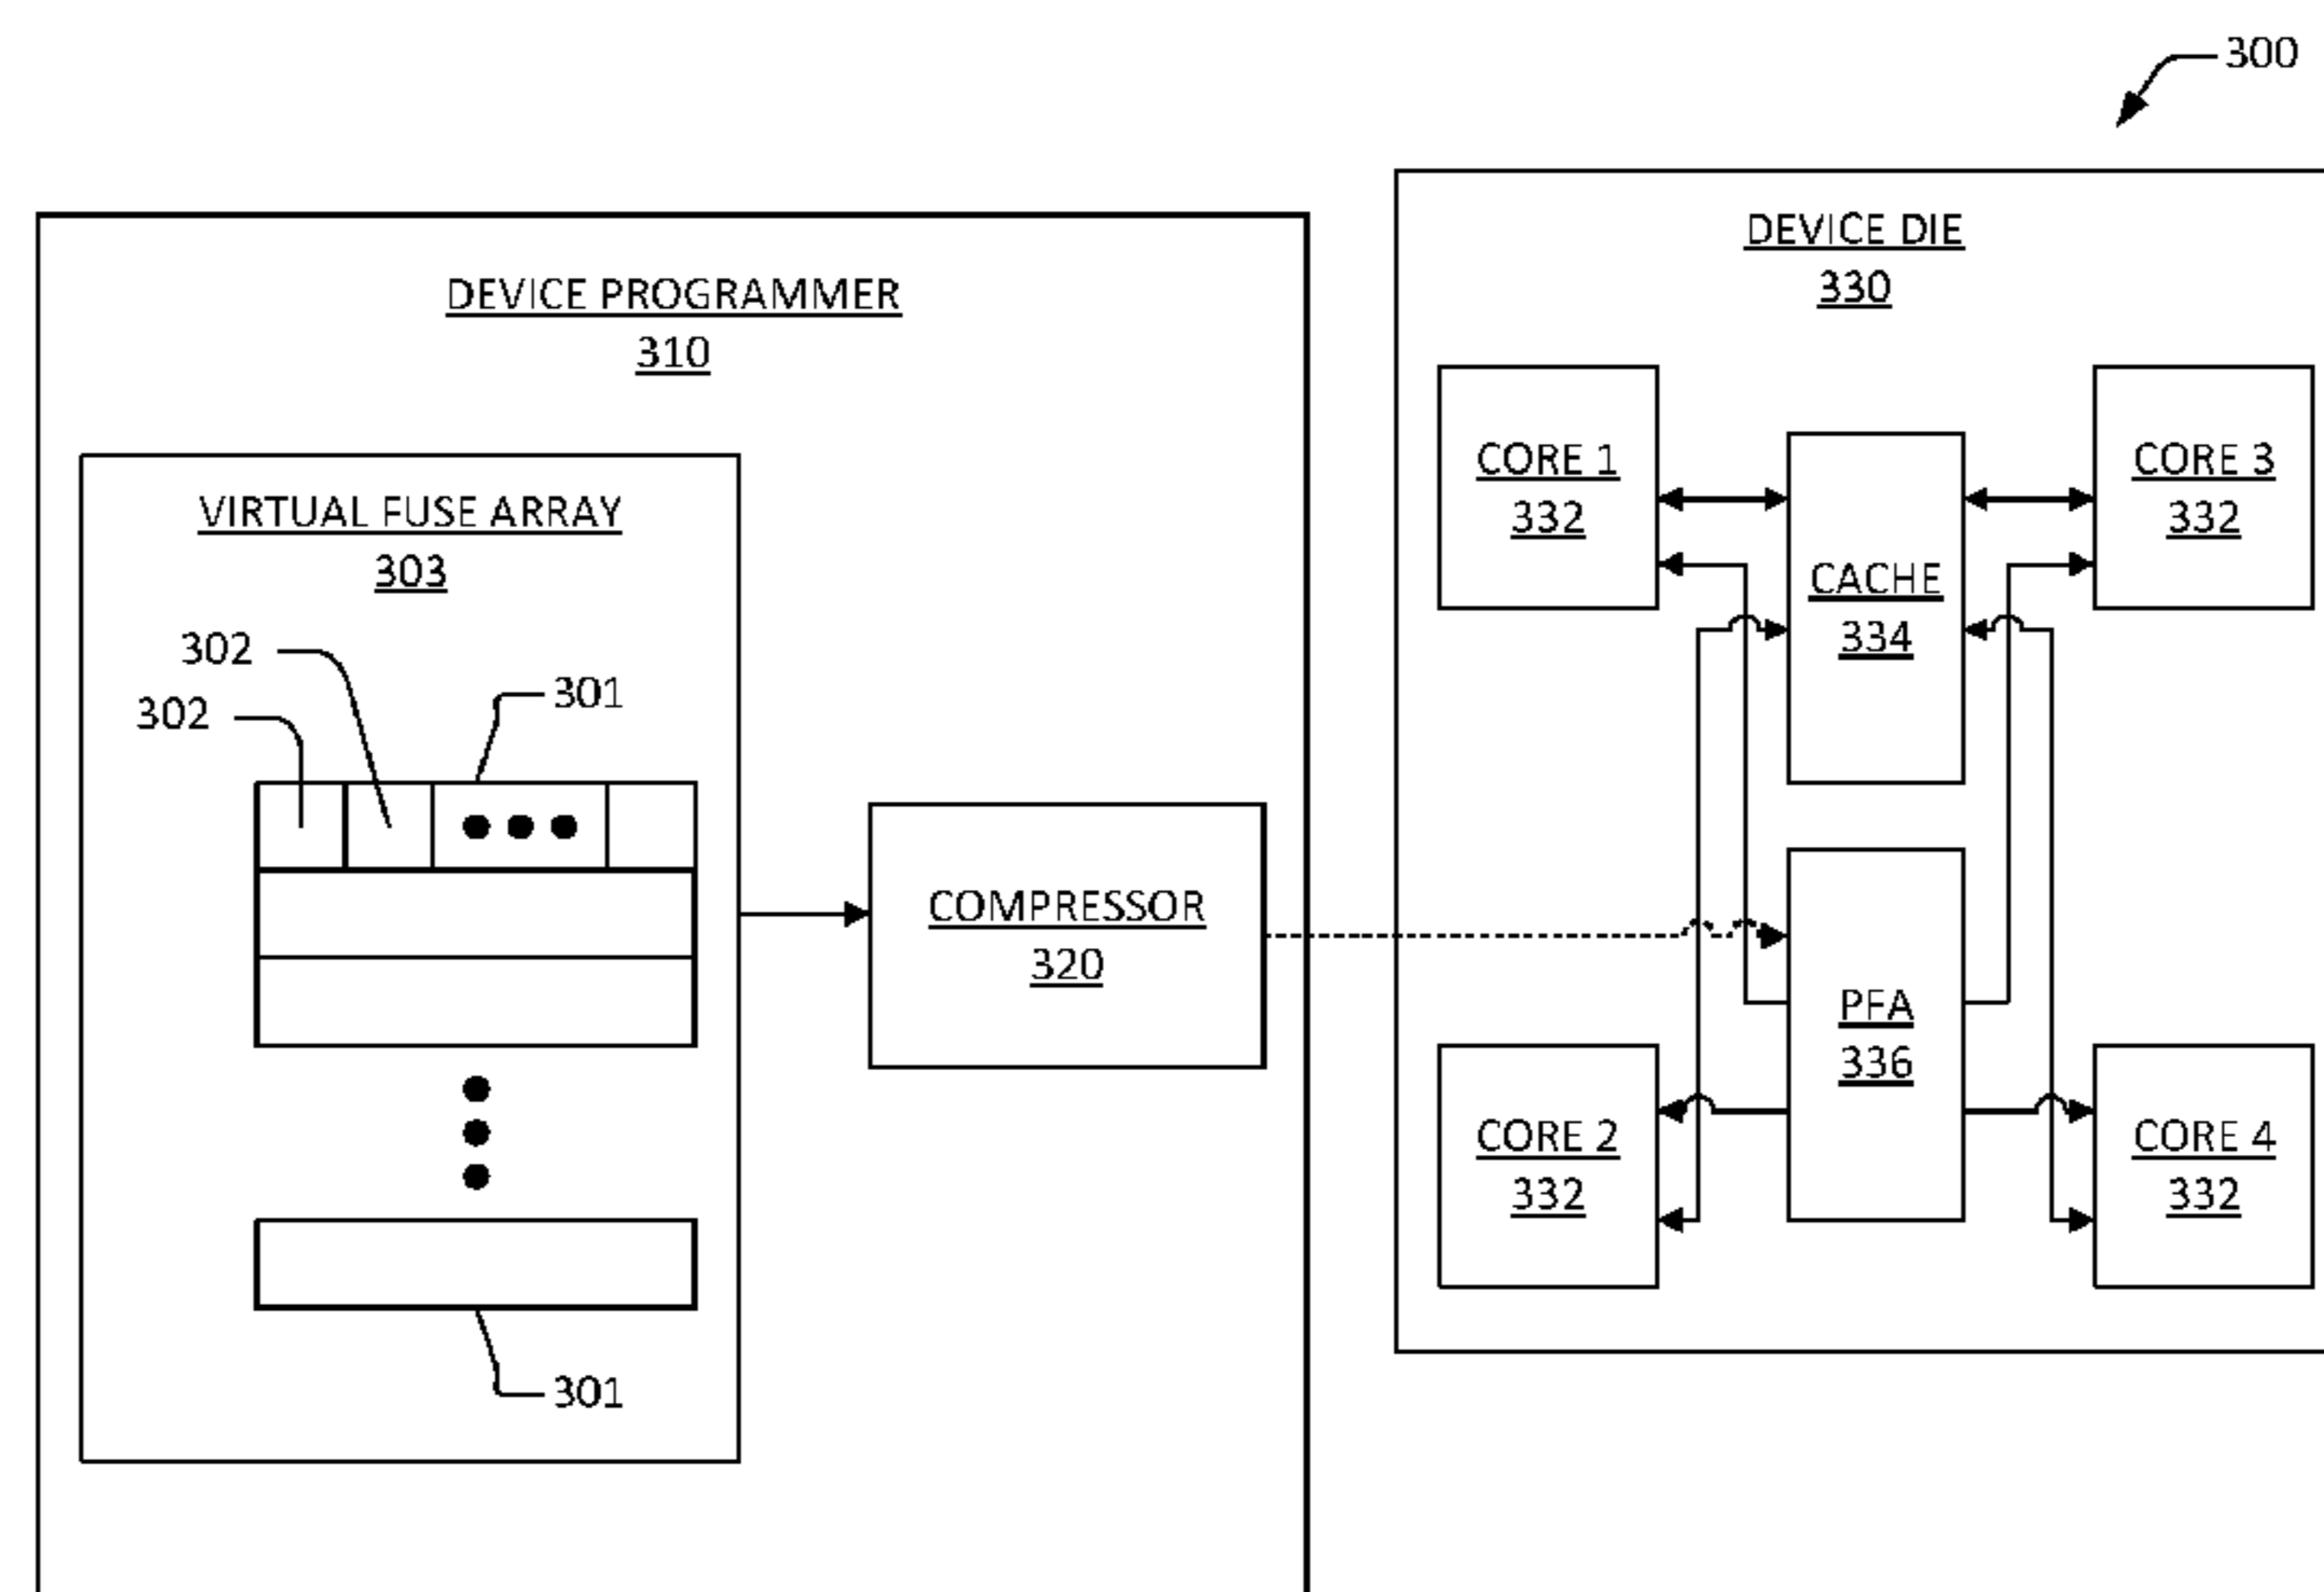 300
DEVICE PROGRAMMER
310
VIRTUAL FUSE ARRAY
303
302
302
301
301
COMPRESSOR
320
DEVICE DIE
330
CORE 1
332
CACHE
334
CORE 3
332
PFA
336
CORE 2
332
CORE 4
332